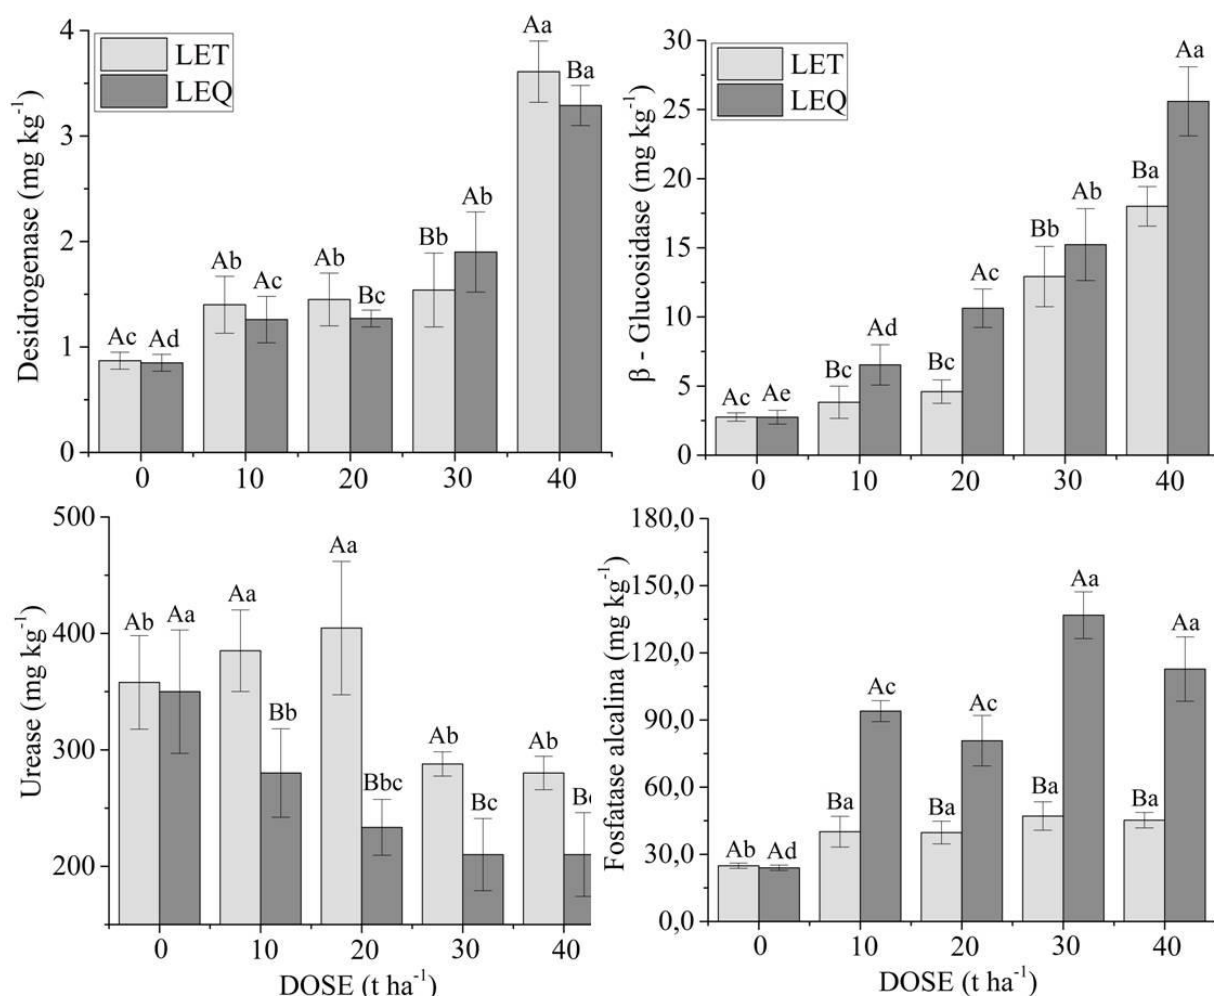 Desidrogenase (mg kg⁻¹)
4
3
2
1
0
LET
LEQ
Ac
Ad
Ab
Ac
Ab
Bc
Bb
Ab
Aa
Ba
0
10
20
30
40
β - Glucosidase (mg kg⁻¹)
30
25
20
15
10
5
0
LET
LEQ
Ac
Ae
Bc
Ad
Bc
Ac
Bb
Ab
Ba
Aa
0
10
20
30
40
Urease (mg kg⁻¹)
500
400
300
200
Ab
Aa
Aa
Bb
Aa
Bbc
Ab
Bc
Ab
0
10
20
30
40
DOSE (t ha⁻¹)
Fosfatase alcalina (mg kg⁻¹)
180,0
150,0
120,0
90,0
60,0
30,0
0,0
Ab
Ad
Ba
Ac
Ba
Ac
Ba
Aa
Ba
Aa
0
10
20
30
40
DOSE (t ha⁻¹)